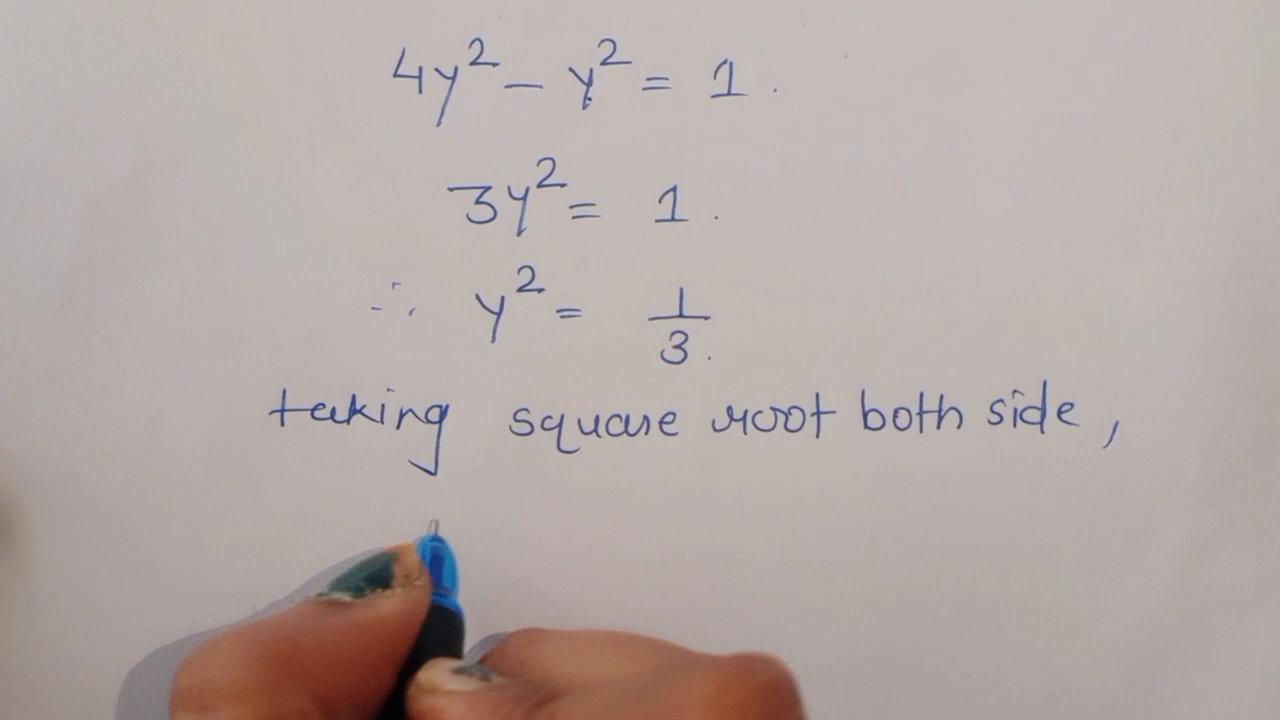 4y² - y² = 1.
3y² = 1.
∴ y² = 1/3.
taking square root both side,